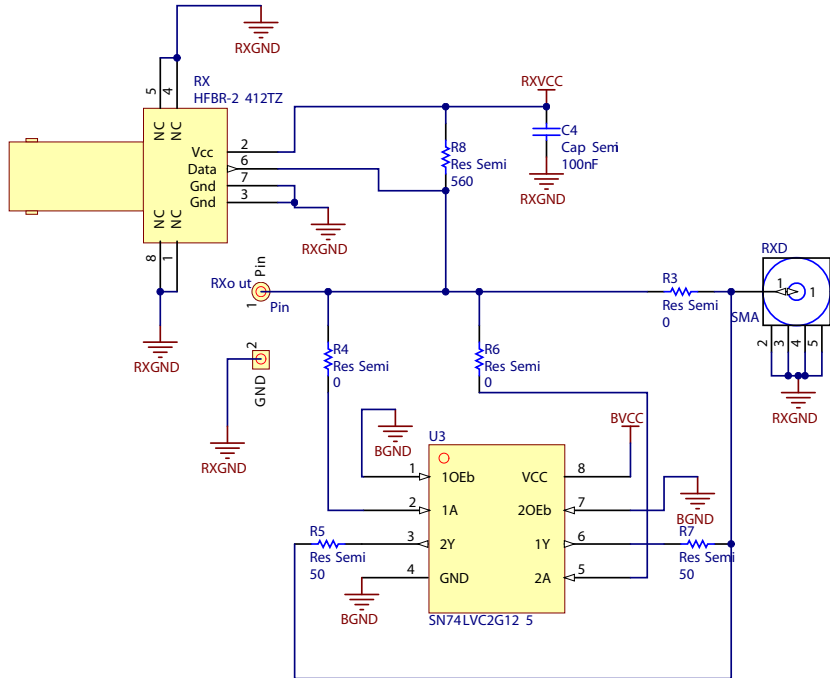 RXGND
5
4
RX
HFBR-2 412TZ
NC
NC
Vcc
2
Data
6
Gnd
7
Gnd
3
NC
NC
8
1
RXGND
RXGND
RXVCC
R8
Res Semi
560
C4
Cap Semi
100nF
RXGND
RXD
1
1
SMA
2
3
4
5
RXGND
RXo ut
Pin
1
Pin
R3
Res Semi
0
2
GND
RXGND
R4
Res Semi
0
R6
Res Semi
0
BGND
U3
BVCC
1
1OEb
VCC
8
2
1A
2OEb
7
BGND
R5
Res Semi
50
3
2Y
1Y
6
R7
Res Semi
50
4
GND
2A
5
BGND
SN74LVC2G12 5